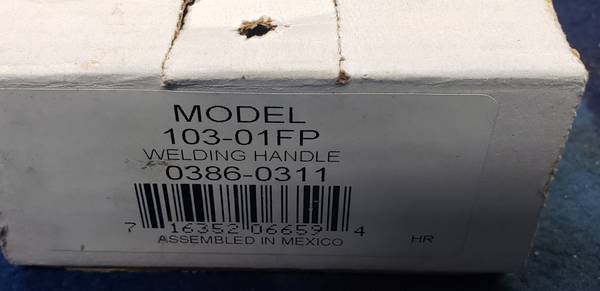 MODEL
103-01FP
WELDING HANDLE
0386-0311
7 16352 06659 4
ASSEMBLED IN MEXICO
HR